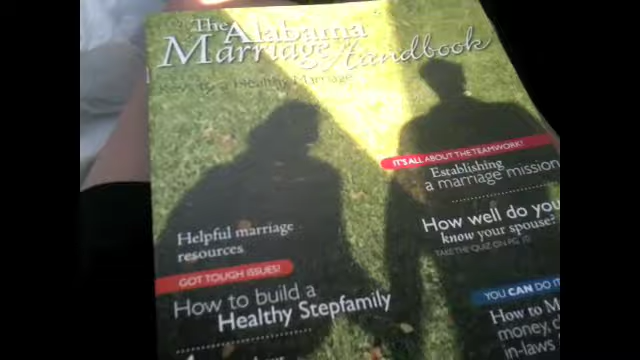 The Alabama
Marriage Handbook
Keys to a Healthy Marriage
IT'S ALL ABOUT THE TEAMWORK!
Establishing
a marriage mission
How well do you
know your spouse?
TAKE THE QUIZ ON PG 10
Helpful marriage
resources
GOT TOUGH ISSUES?
How to build a
Healthy Stepfamily
YOU CAN DO IT
How to M
money, c
in-laws